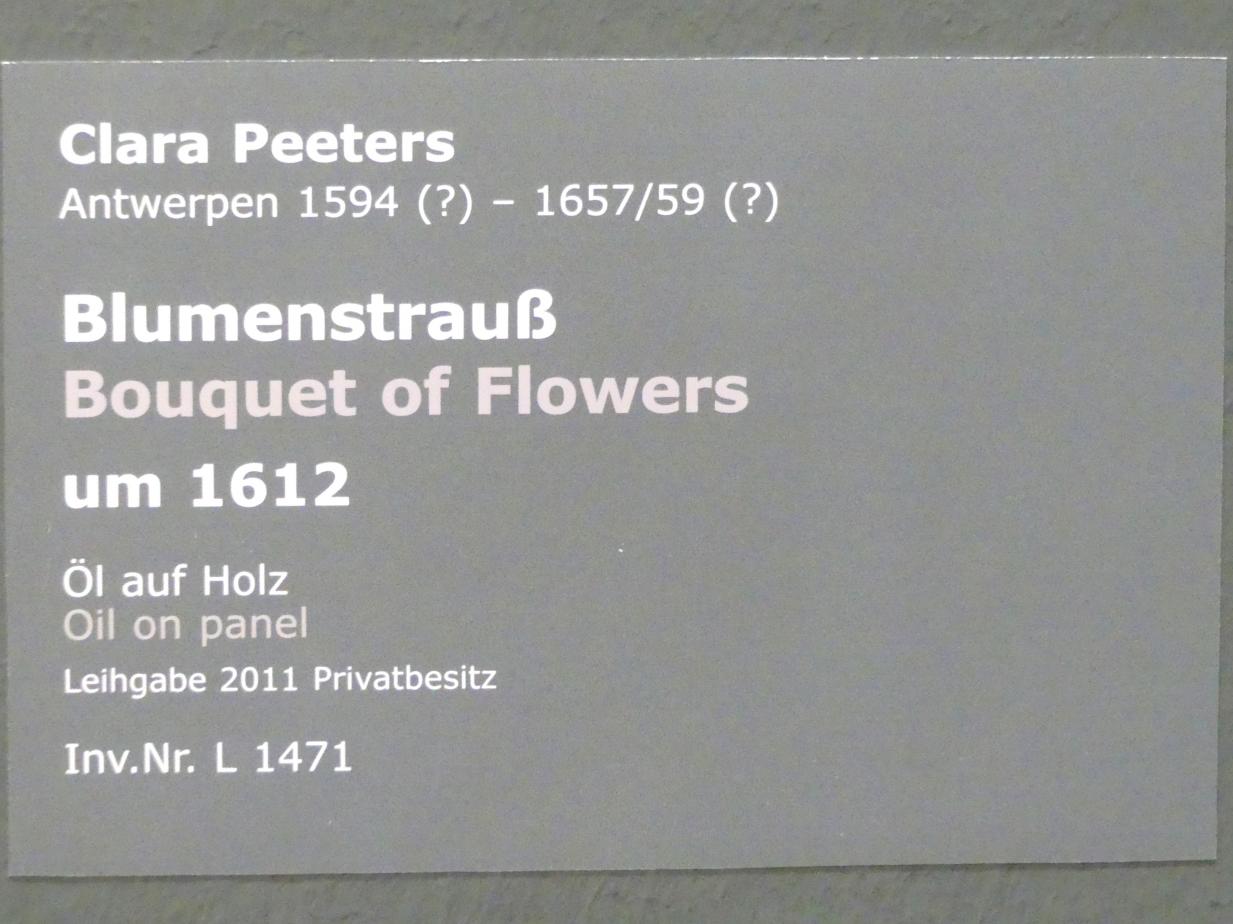 Clara Peeters
Antwerpen 1594 (?) – 1657/59 (?)
Blumenstrauß
Bouquet of Flowers
um 1612
Öl auf Holz
Oil on panel
Leihgabe 2011 Privatbesitz
Inv.Nr. L 1471